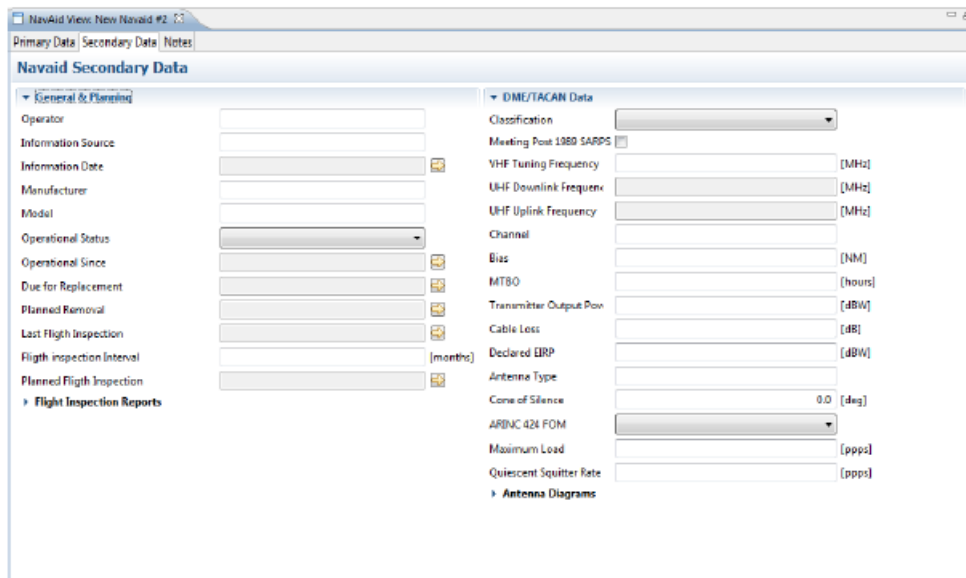 NavAid View: New Navaid #2
Primary Data Secondary Data Notes
Navaid Secondary Data
General & Planning
Operator
Information Source
Information Date
Manufacturer
Model
Operational Status
Operational Since
Due for Replacement
Planned Removal
Last Fligth Inspection
Fligth inspection Interval [months]
Planned Fligth Inspection
Flight Inspection Reports
DME/TACAN Data
Classification
Meeting Post 1989 SARPS
VHF Tuning Frequency [MHz]
UHF Downlink Frequenc [MHz]
UHF Uplink Frequency [MHz]
Channel
Bias [NM]
MTBO [hours]
Transmitter Output Pow [dBW]
Cable Loss [dB]
Declared EIRP [dBW]
Antenna Type
Cone of Silence 0.0 [deg]
ARINC 424 FOM
Maximum Load [ppps]
Quiescent Squitter Rate [ppps]
Antenna Diagrams